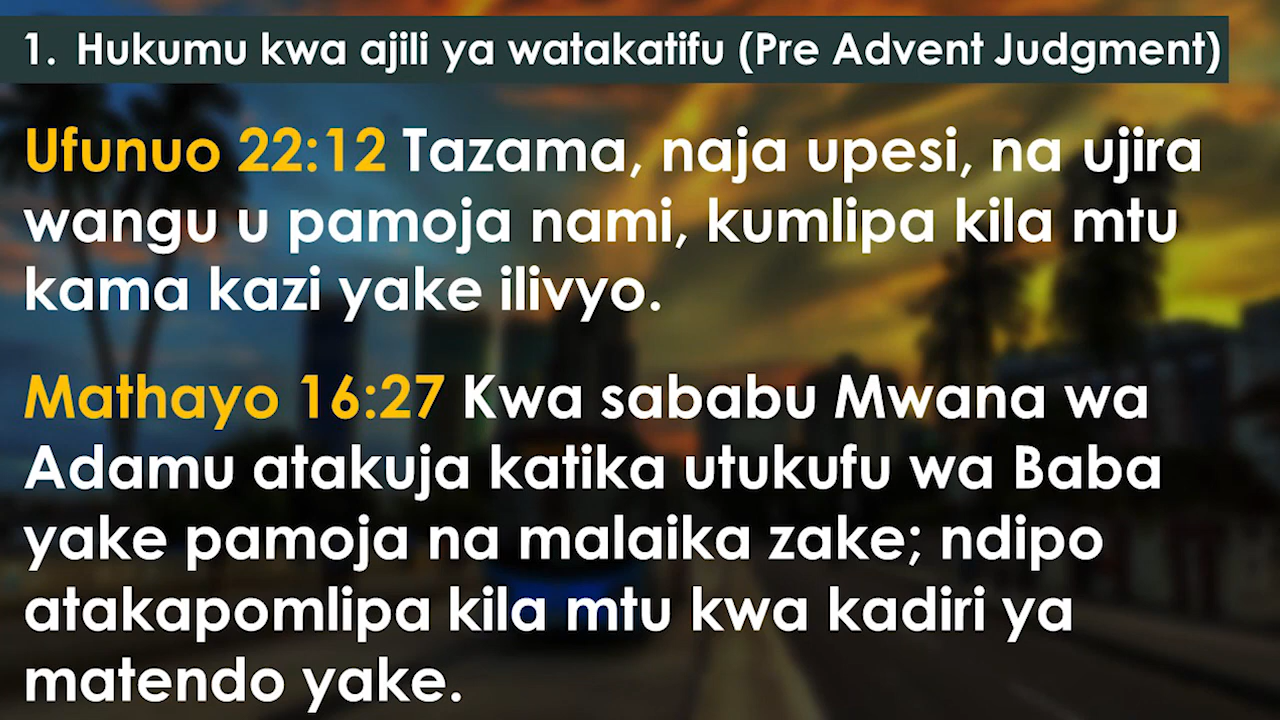 1. Hukumu kwa ajili ya watakatifu (Pre Advent Judgment)
Ufunuo 22:12 Tazama, naja upesi, na ujira
wangu u pamoja nami, kumlipa kila mtu
kama kazi yake ilivyo.
Mathayo 16:27 Kwa sababu Mwana wa
Adamu atakuja katika utukufu wa Baba
yake pamoja na malaika zake; ndipo
atakapomlipa kila mtu kwa kadiri ya
matendo yake.